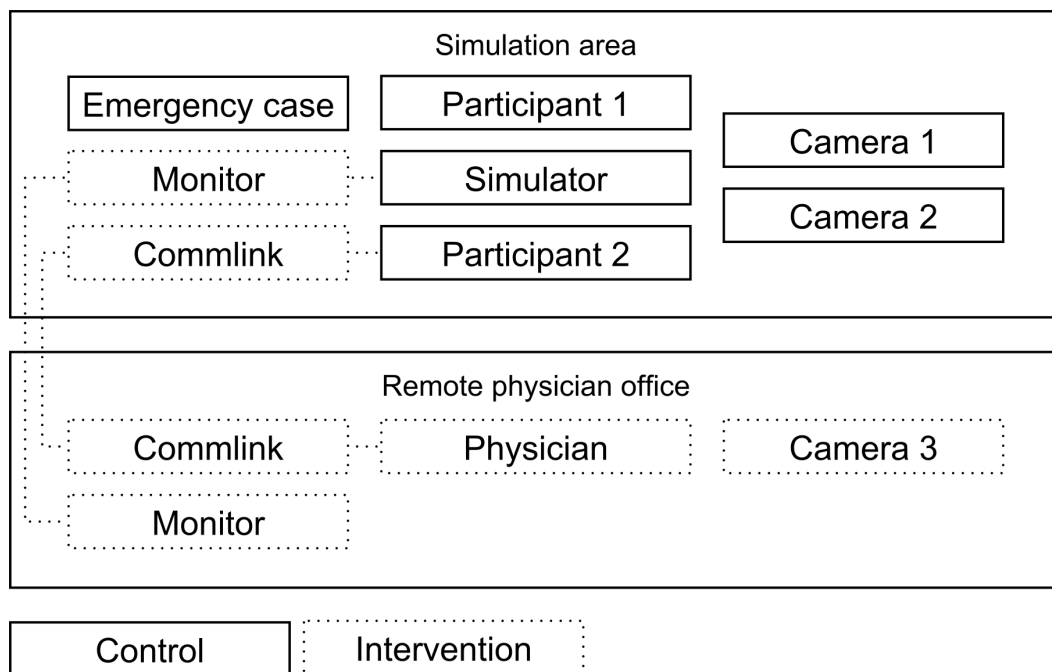 Simulation area
Emergency case
Participant 1
Camera 1
Monitor
Simulator
Camera 2
Commlink
Participant 2
Remote physician office
Commlink
Physician
Camera 3
Monitor
Control
Intervention